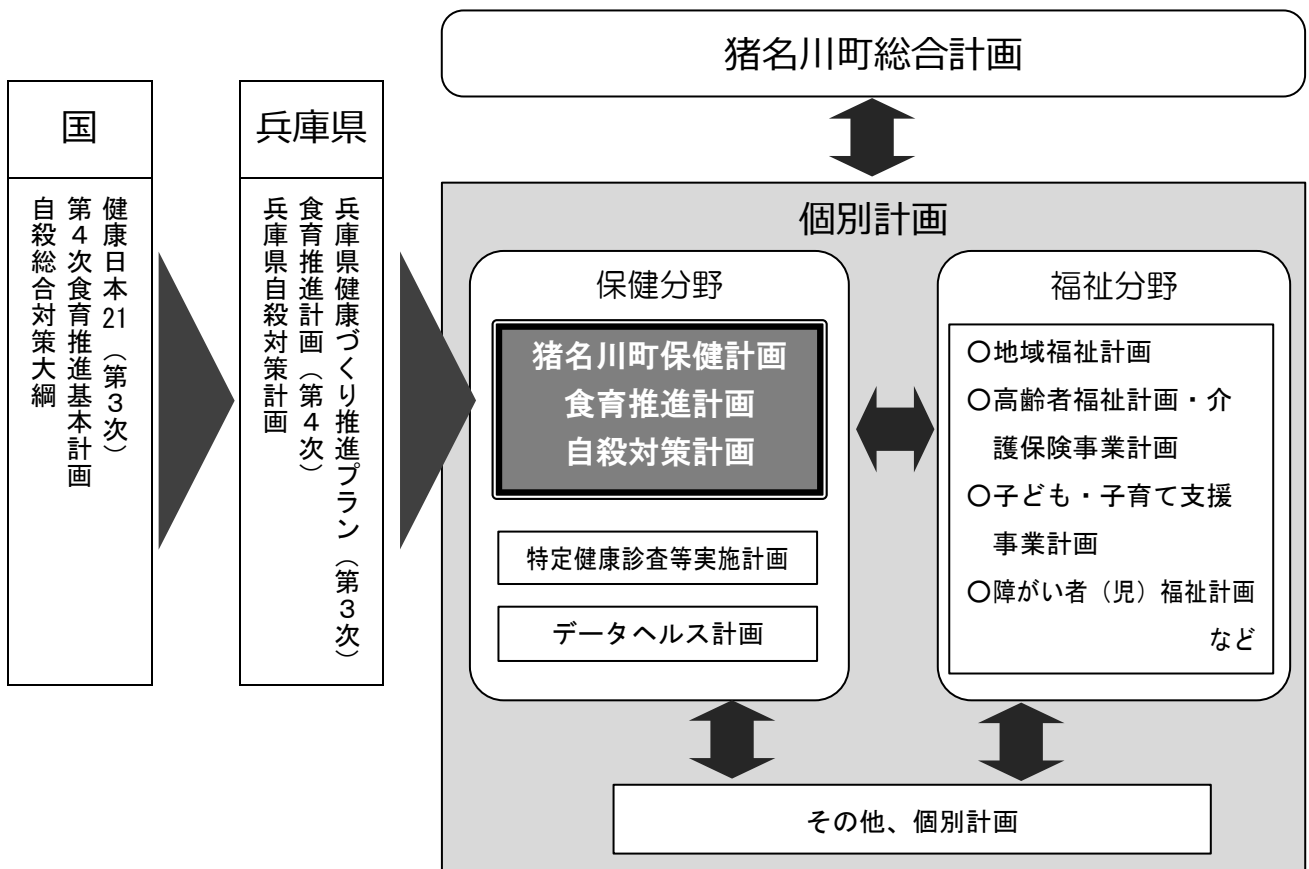 猪名川町総合計画
国
健康日本21（第３次）
第４次食育推進基本計画
自殺総合対策大綱
兵庫県
兵庫県健康づくり推進プラン（第３次）
食育推進計画（第４次）
兵庫県自殺対策計画
個別計画
保健分野
猪名川町保健計画
食育推進計画
自殺対策計画
特定健康診査等実施計画
データヘルス計画
福祉分野
○地域福祉計画
○高齢者福祉計画・介
護保険事業計画
○子ども・子育て支援
事業計画
○障がい者（児）福祉計画
など
その他、個別計画